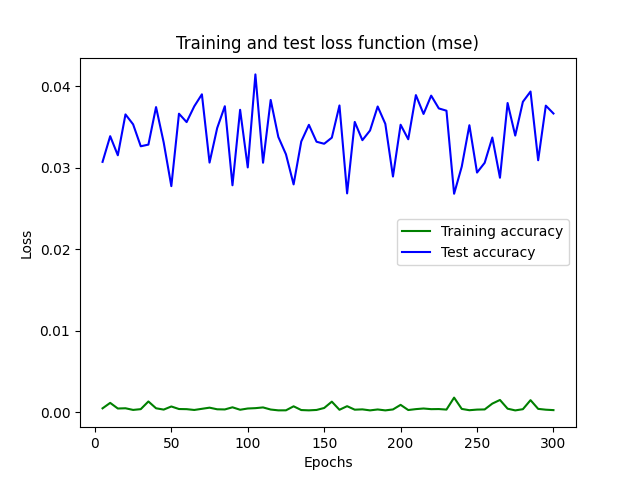 Training and test loss function (mse)
Loss
0.04
0.03
0.02
0.01
0.00
Training accuracy
Test accuracy
0 50 100 150 200 250 300
Epochs